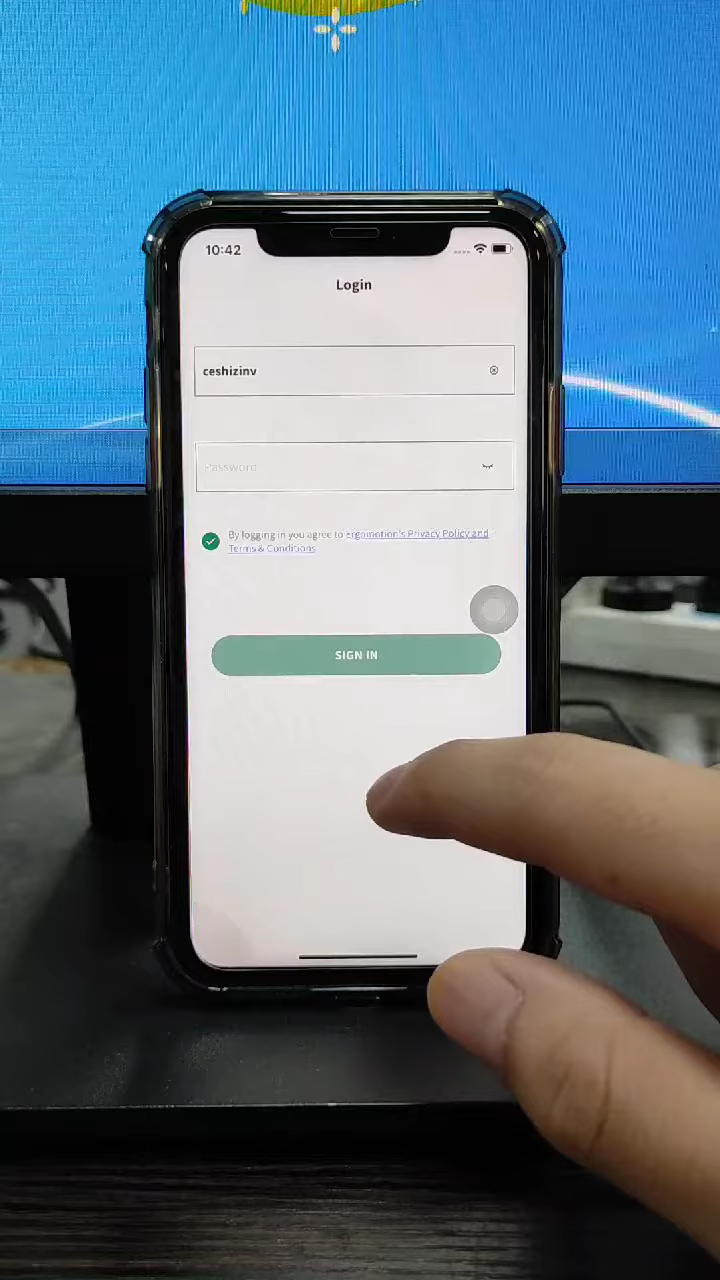 10:42
Login
ceshizinv
Password
By logging in you agree to Ergomotion's Privacy Policy and
Terms & Conditions
SIGN IN